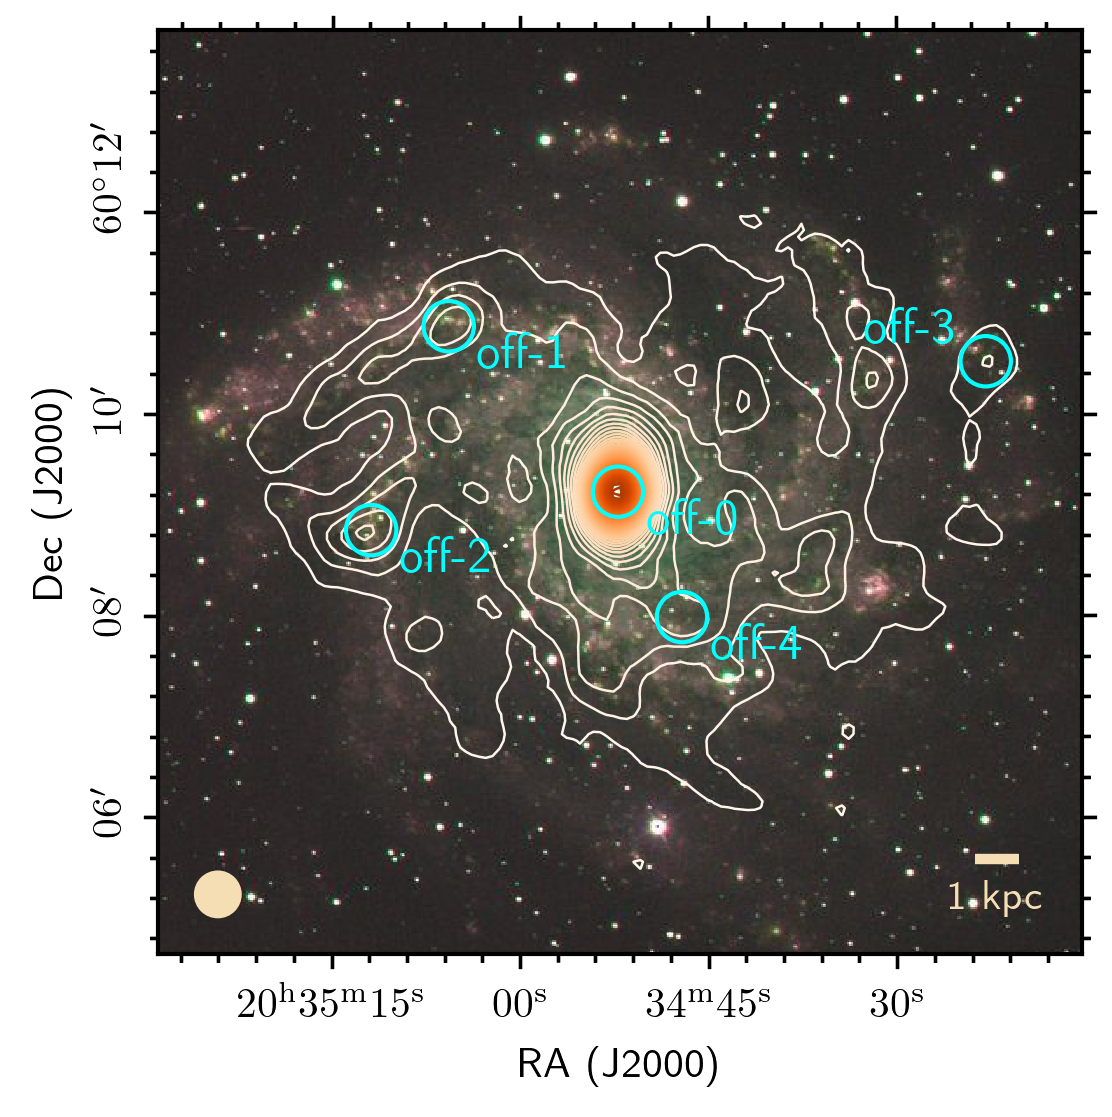 60°12′
10′
08′
06′
Dec (J2000)
off-3
off-1
off-0
off-2
off-4
1 kpc
20ʰ35ᵐ15ˢ 00ˢ 34ᵐ45ˢ 30ˢ
RA (J2000)